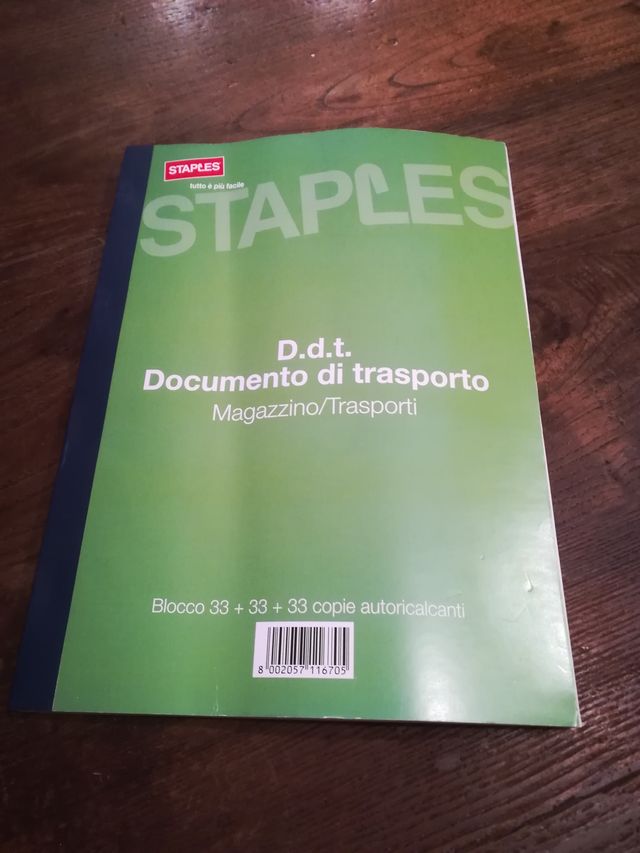 STAPLES
tutto è più facile
STAPLES
D.d.t.
Documento di trasporto
Magazzino/Trasporti
Blocco 33 + 33 + 33 copie autoricalcanti
8 002057 116705